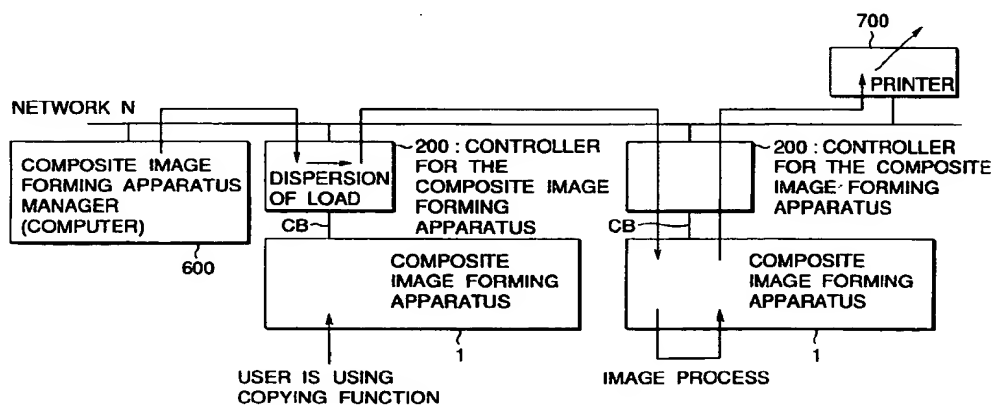 700
PRINTER
NETWORK N
COMPOSITE IMAGE
FORMING APPARATUS
MANAGER
(COMPUTER)
600
DISPERSION
OF LOAD
200 : CONTROLLER
FOR THE
COMPOSITE IMAGE
FORMING
APPARATUS
200 : CONTROLLER
FOR THE COMPOSITE
IMAGE FORMING
APPARATUS
CB
CB
COMPOSITE
IMAGE FORMING
APPARATUS
COMPOSITE
IMAGE FORMING
APPARATUS
1
1
USER IS USING
COPYING FUNCTION
IMAGE PROCESS